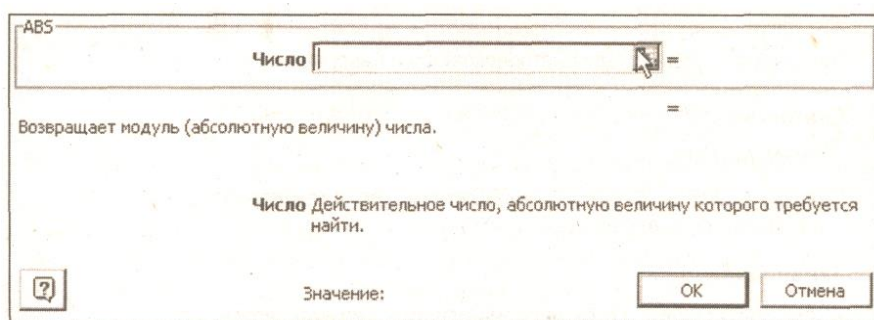 ABS
Число =
=
Возвращает модуль (абсолютную величину) числа.
Число Действительное число, абсолютную величину которого требуется
найти.
?
Значение:
OK
Отмена